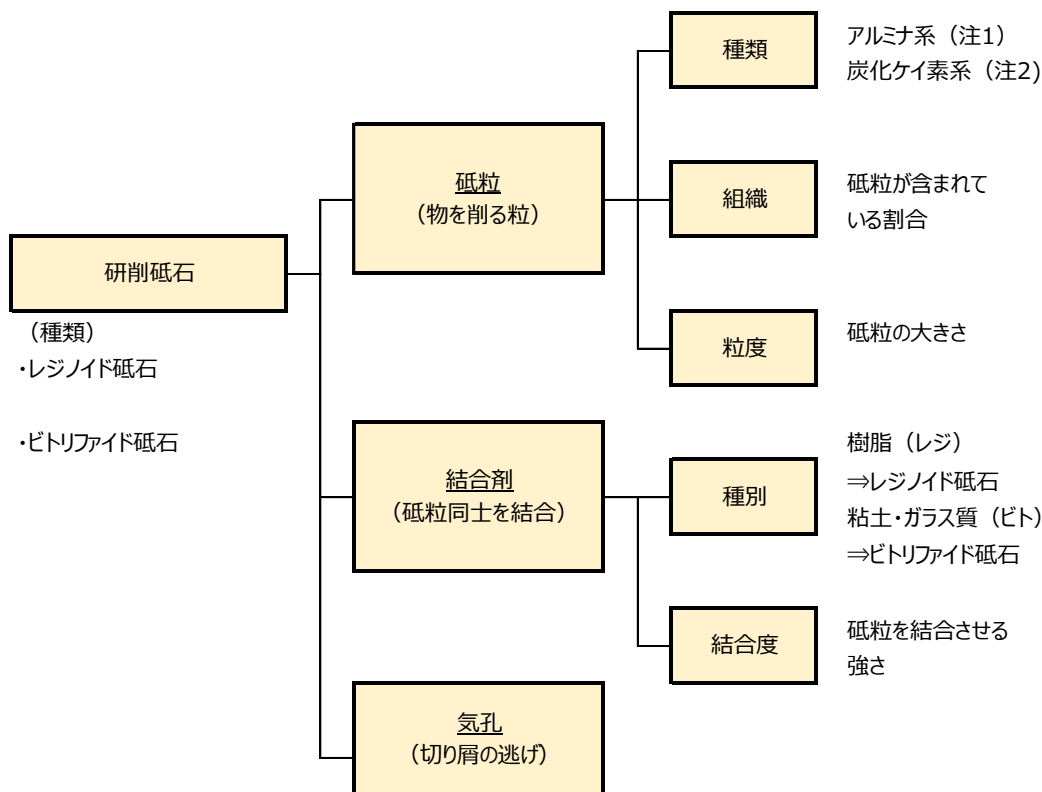 研削砥石
（種類）
・レジノイド砥石
・ビトリファイド砥石
砥粒
（物を削る粒）
種類
アルミナ系（注1）
炭化ケイ素系（注2)
組織
砥粒が含まれて
いる割合
粒度
砥粒の大きさ
結合剤
（砥粒同士を結合）
種別
樹脂（レジ）
⇒レジノイド砥石
粘土・ガラス質（ビト）
⇒ビトリファイド砥石
結合度
砥粒を結合させる
強さ
気孔
（切り屑の逃げ）